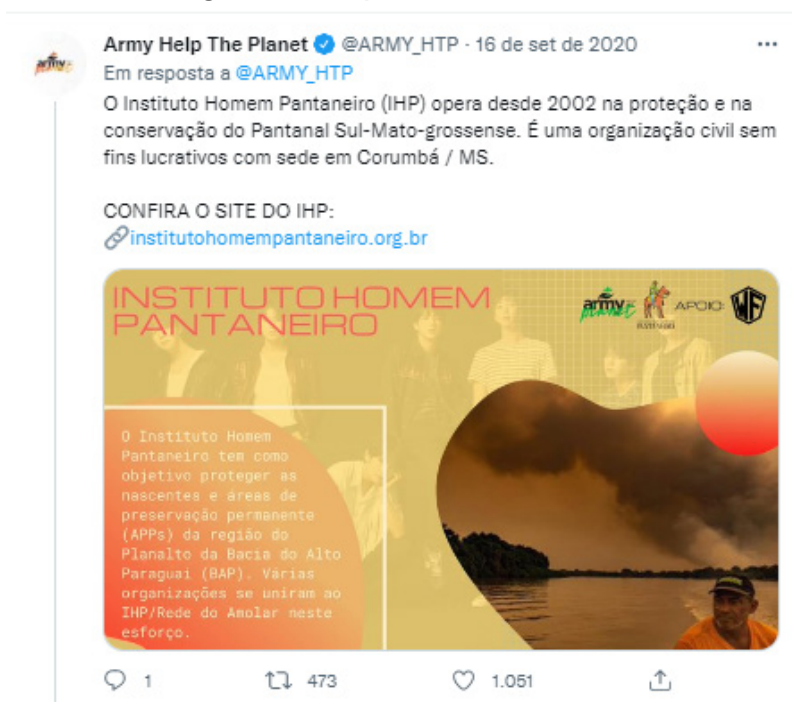 Army Help The Planet @ARMY_HTP · 16 de set de 2020 ...
Em resposta a @ARMY_HTP
O Instituto Homem Pantaneiro (IHP) opera desde 2002 na proteção e na
conservação do Pantanal Sul-Mato-grossense. É uma organização civil sem
fins lucrativos com sede em Corumbá / MS.
CONFIRA O SITE DO IHP:
institutohomempantaneiro.org.br
INSTITUTO HOMEM
PANTANEIRO
army
planet
APOIO:
WF
O Instituto Homem
Pantaneiro tem como
objetivo proteger as
nascentes e áreas de
preservação permanente
(APPs) da região do
Planalto da Bacia do Alto
Paraguai (BAP). Várias
organizações se uniram ao
IHP/Rede do Amolar neste
esforço.
1 473 1.051